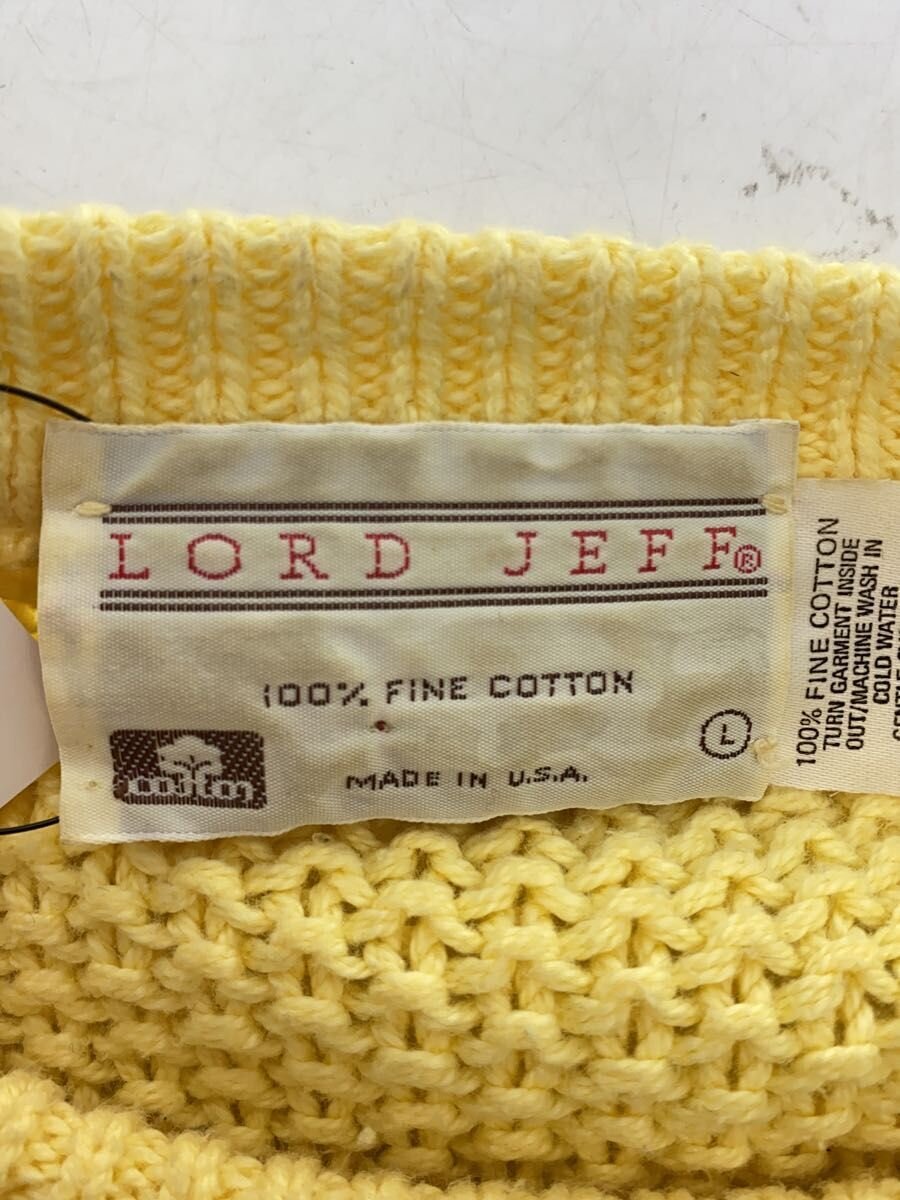 LORD JEFF®
100% FINE COTTON
L
cotton
MADE IN U.S.A.
100% FINE COTTON
TURN GARMENT INSIDE
OUT/MACHINE WASH IN
COLD WATER